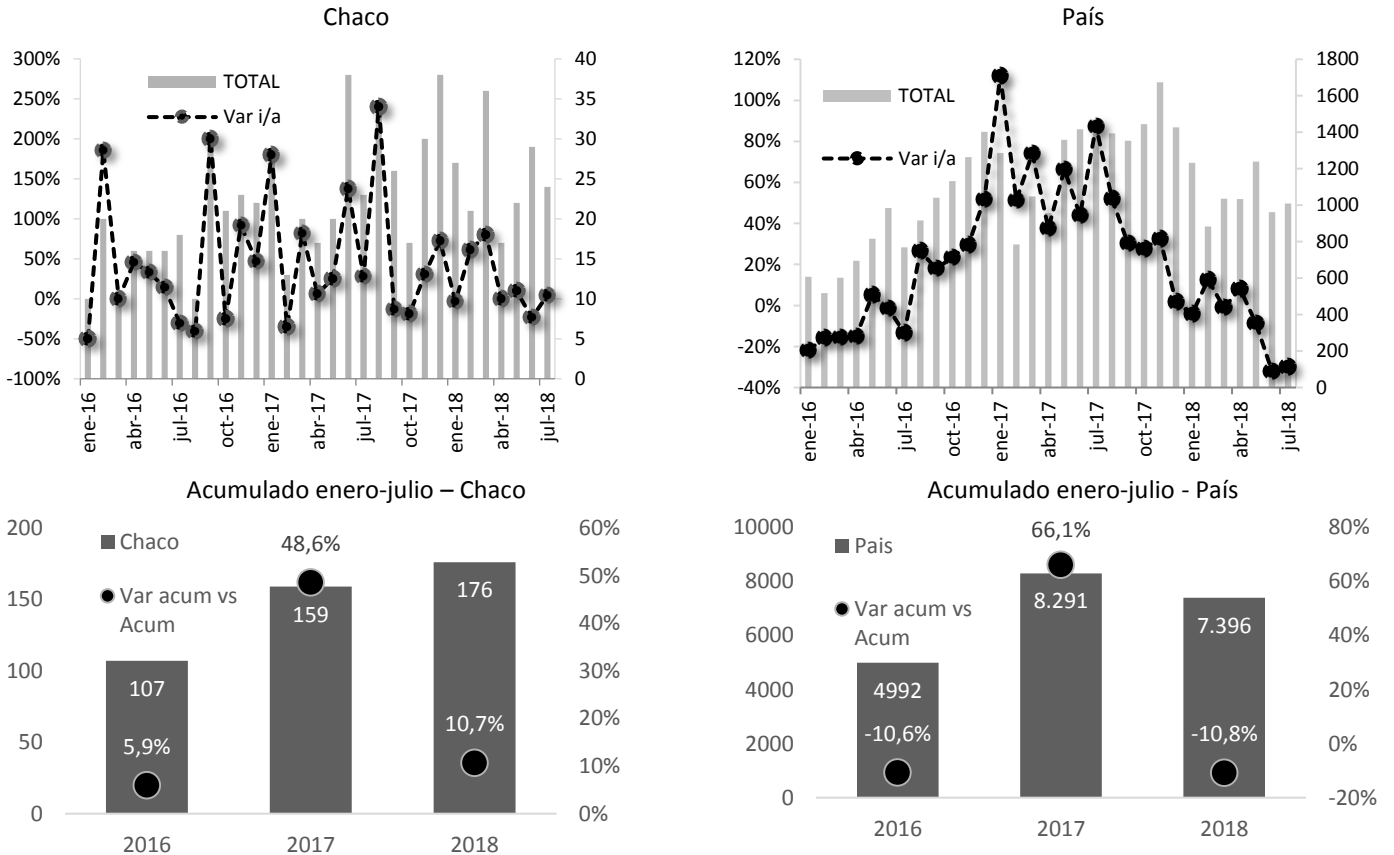 Chaco
300%
250%
200%
150%
100%
50%
0%
-50%
-100%
TOTAL
Var i/a
40
35
30
25
20
15
10
5
0
ene-16
abr-16
jul-16
oct-16
ene-17
abr-17
jul-17
oct-17
ene-18
abr-18
jul-18
País
120%
100%
80%
60%
40%
20%
0%
-20%
-40%
TOTAL
Var i/a
1800
1600
1400
1200
1000
800
600
400
200
0
ene-16
abr-16
jul-16
oct-16
ene-17
abr-17
jul-17
oct-17
ene-18
abr-18
jul-18
Acumulado enero-julio – Chaco
200
150
100
50
0
Chaco
Var acum vs
Acum
48,6%
107
159
176
5,9%
10,7%
60%
50%
40%
30%
20%
10%
0%
2016
2017
2018
Acumulado enero-julio - País
10000
8000
6000
4000
2000
0
Pais
Var acum vs
Acum
66,1%
4992
8.291
7.396
-10,6%
-10,8%
80%
60%
40%
20%
0%
-20%
2016
2017
2018